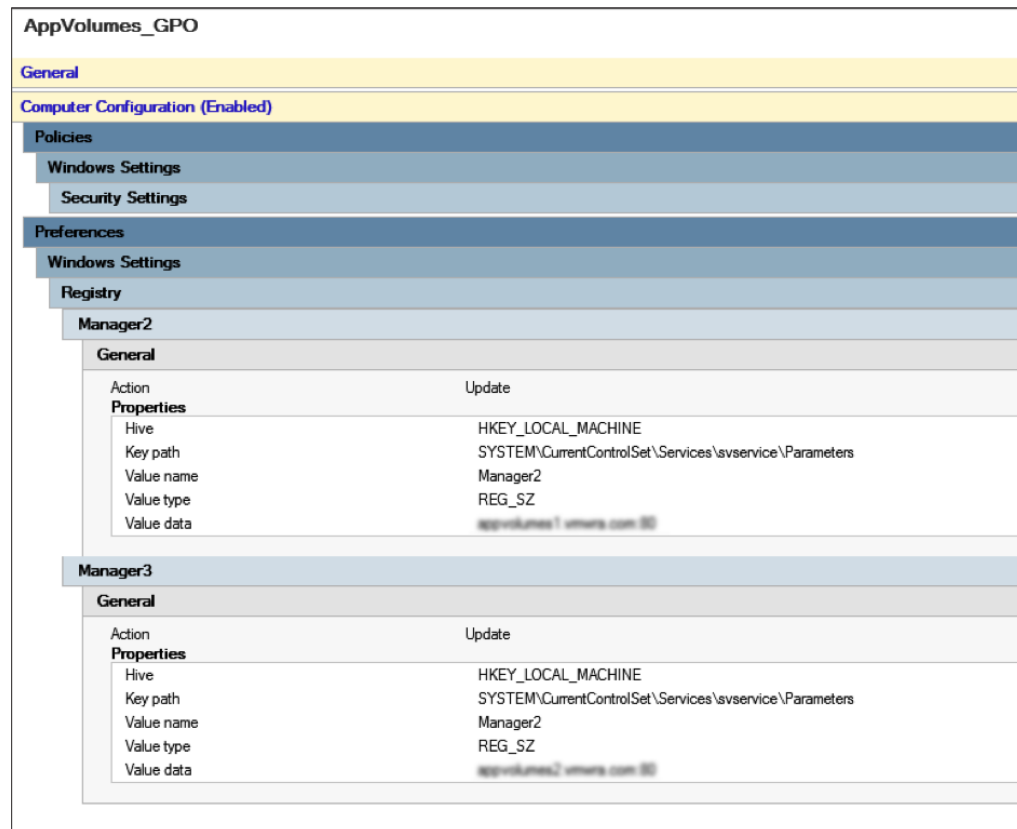 AppVolumes_GPO
General
Computer Configuration (Enabled)
Policies
Windows Settings
Security Settings
Preferences
Windows Settings
Registry
Manager2
General
Action Update
Properties
Hive HKEY_LOCAL_MACHINE
Key path SYSTEM\CurrentControlSet\Services\svservice\Parameters
Value name Manager2
Value type REG_SZ
Value data
Manager3
General
Action Update
Properties
Hive HKEY_LOCAL_MACHINE
Key path SYSTEM\CurrentControlSet\Services\svservice\Parameters
Value name Manager2
Value type REG_SZ
Value data